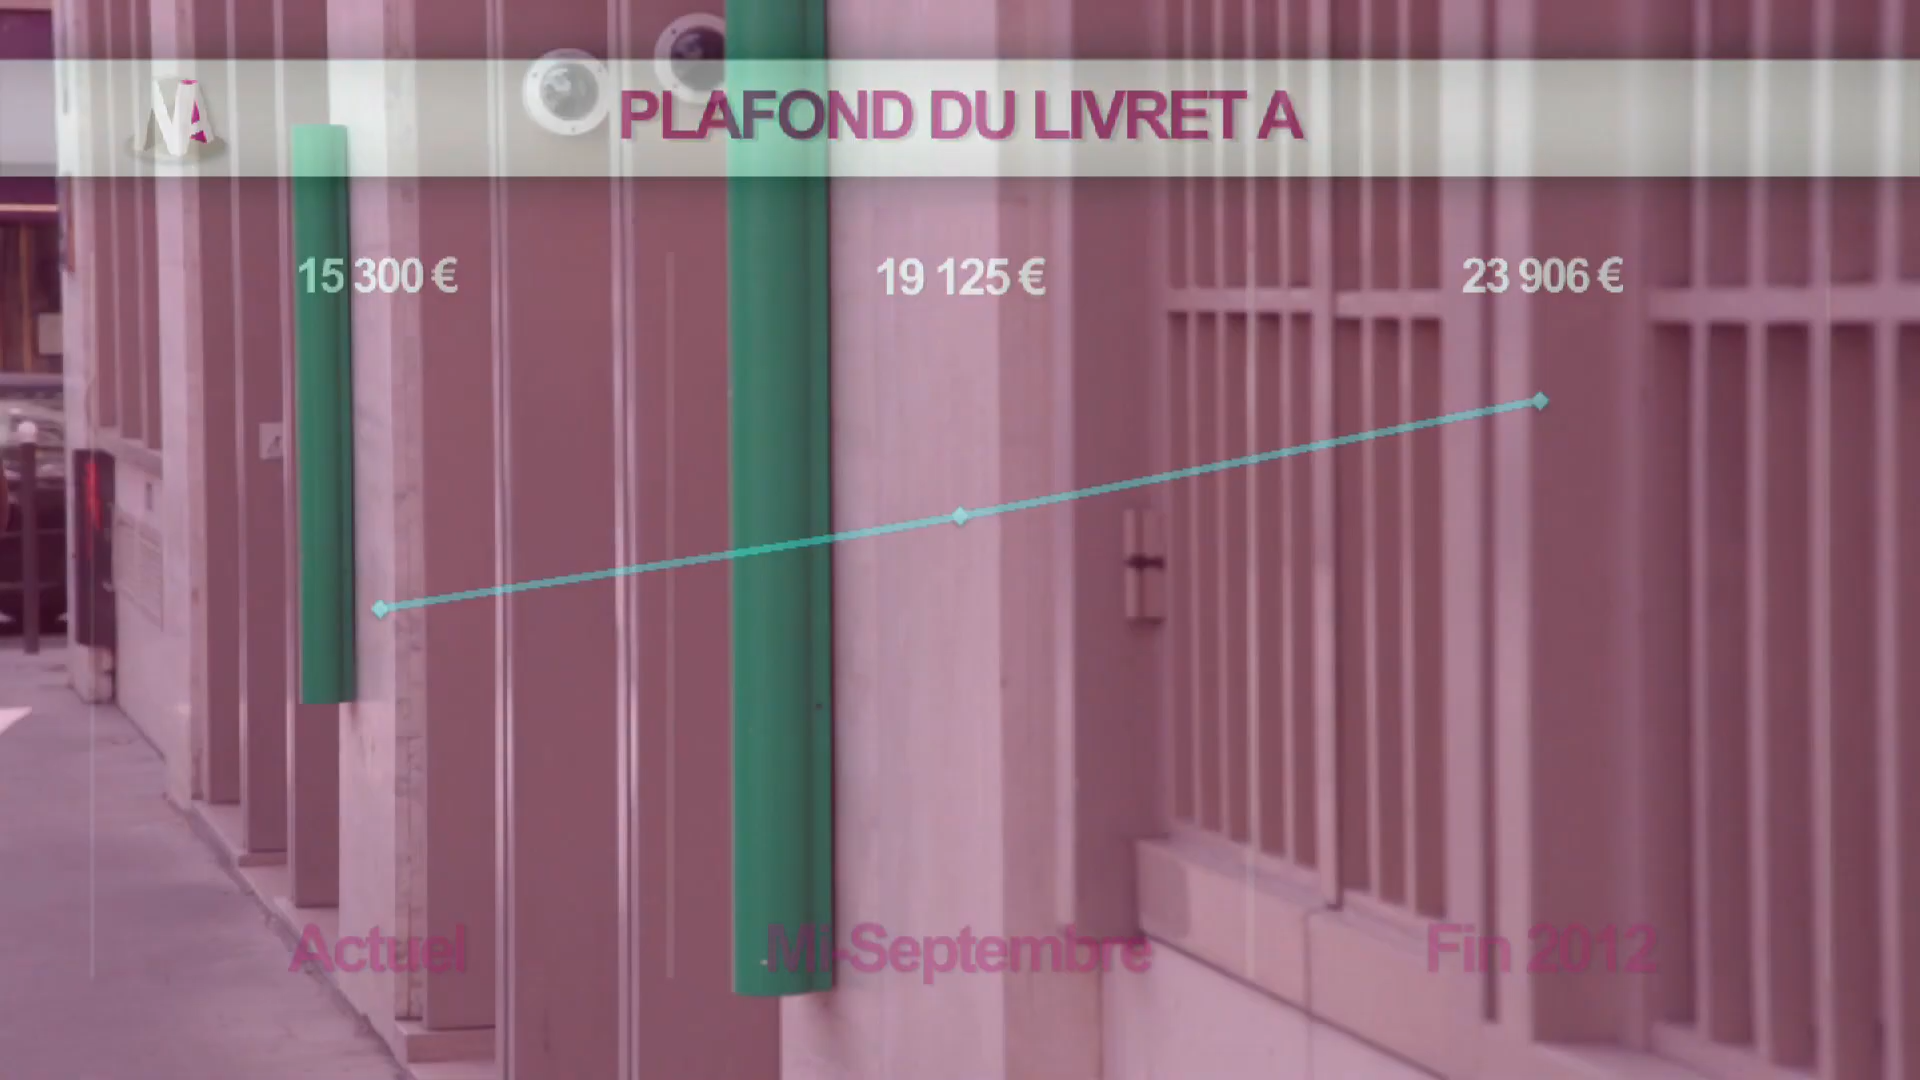 PLAFOND DU LIVRET A
15 300 €
19 125 €
23 906 €
Actuel
Mi-Septembre
Fin 2012